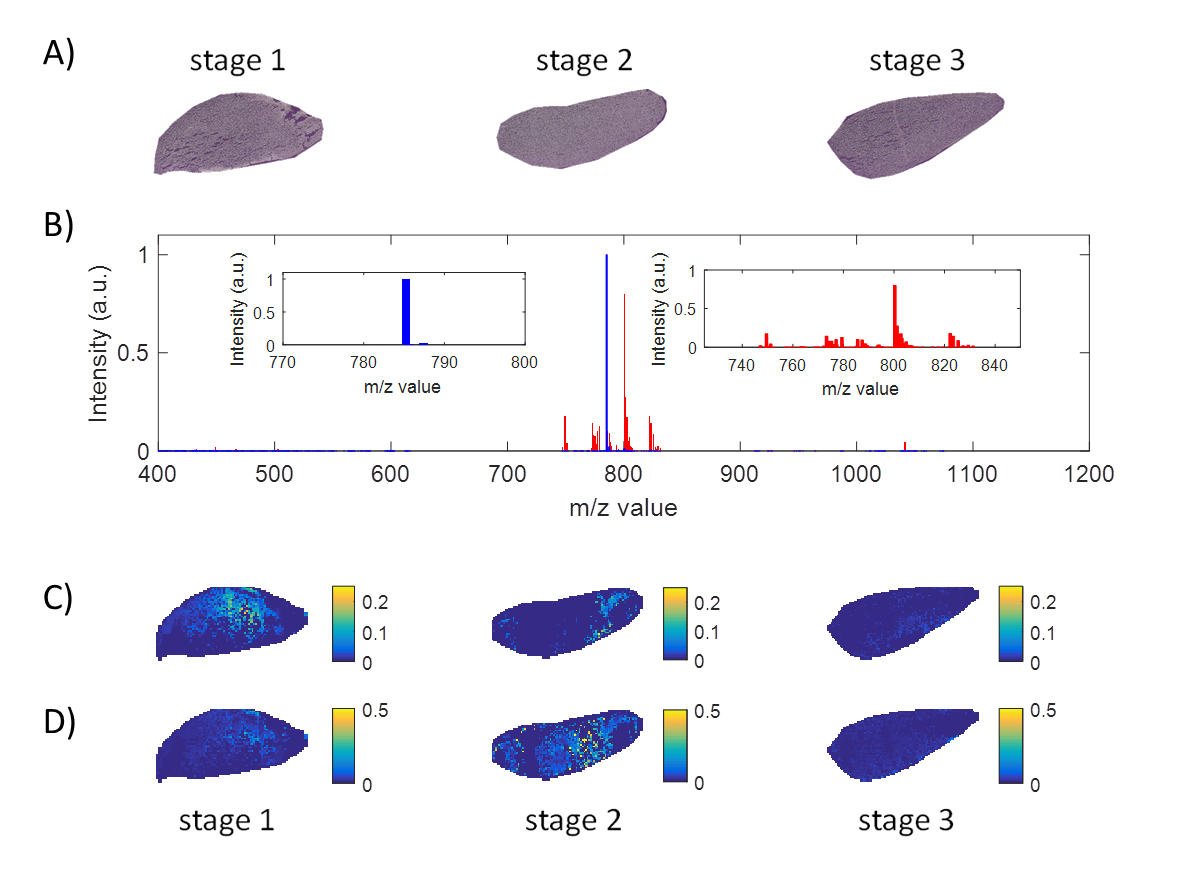 A)
stage 1 stage 2 stage 3
B)
Intensity (a.u.)
1
0.5
0
400 500 600 700 800 900 1000 1100 1200
m/z value
Intensity (a.u.)
1
0.5
0
770 780 790 800
m/z value
Intensity (a.u.)
1
0.5
0
740 760 780 800 820 840
m/z value
C)
0.2
0.1
0
0.2
0.1
0
0.2
0.1
0
D)
0.5
0
0.5
0
0.5
0
stage 1 stage 2 stage 3